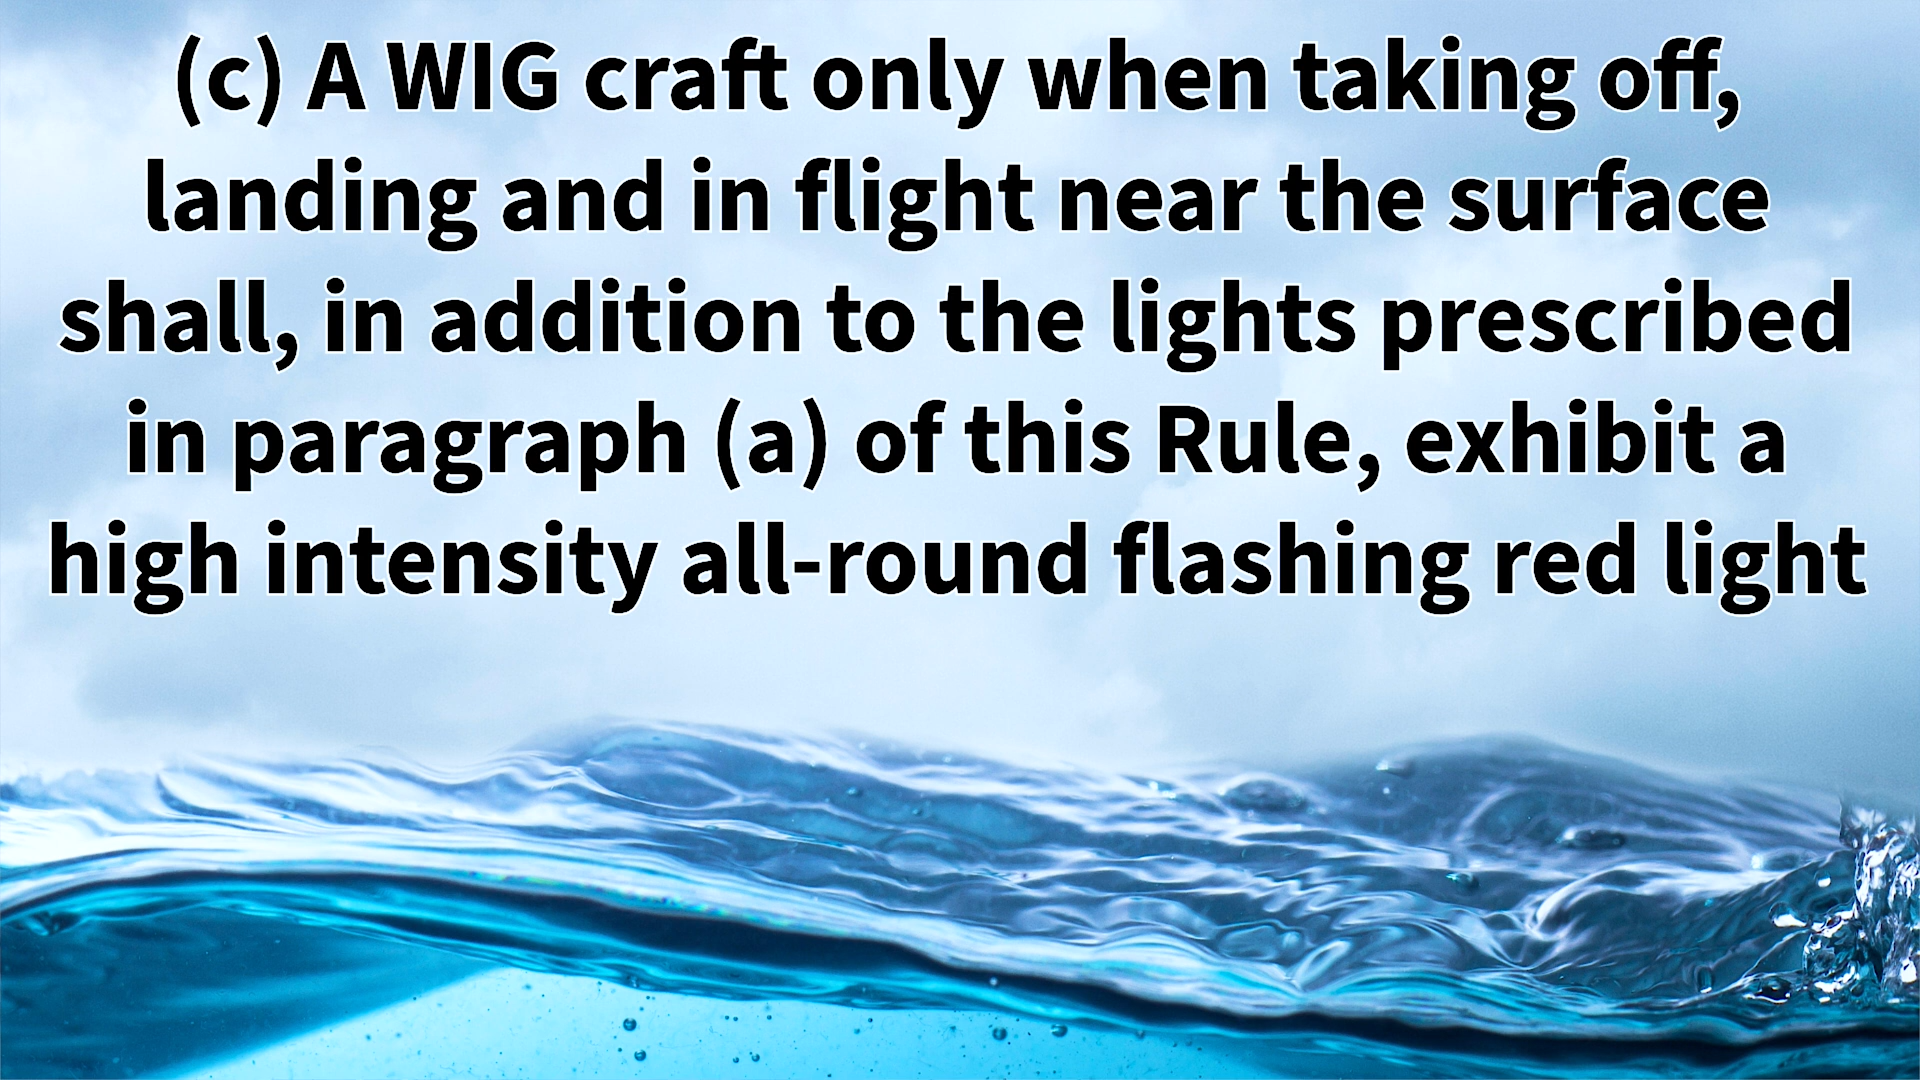 (c) A WIG craft only when taking off,
landing and in flight near the surface
shall, in addition to the lights prescribed
in paragraph (a) of this Rule, exhibit a
high intensity all-round flashing red light